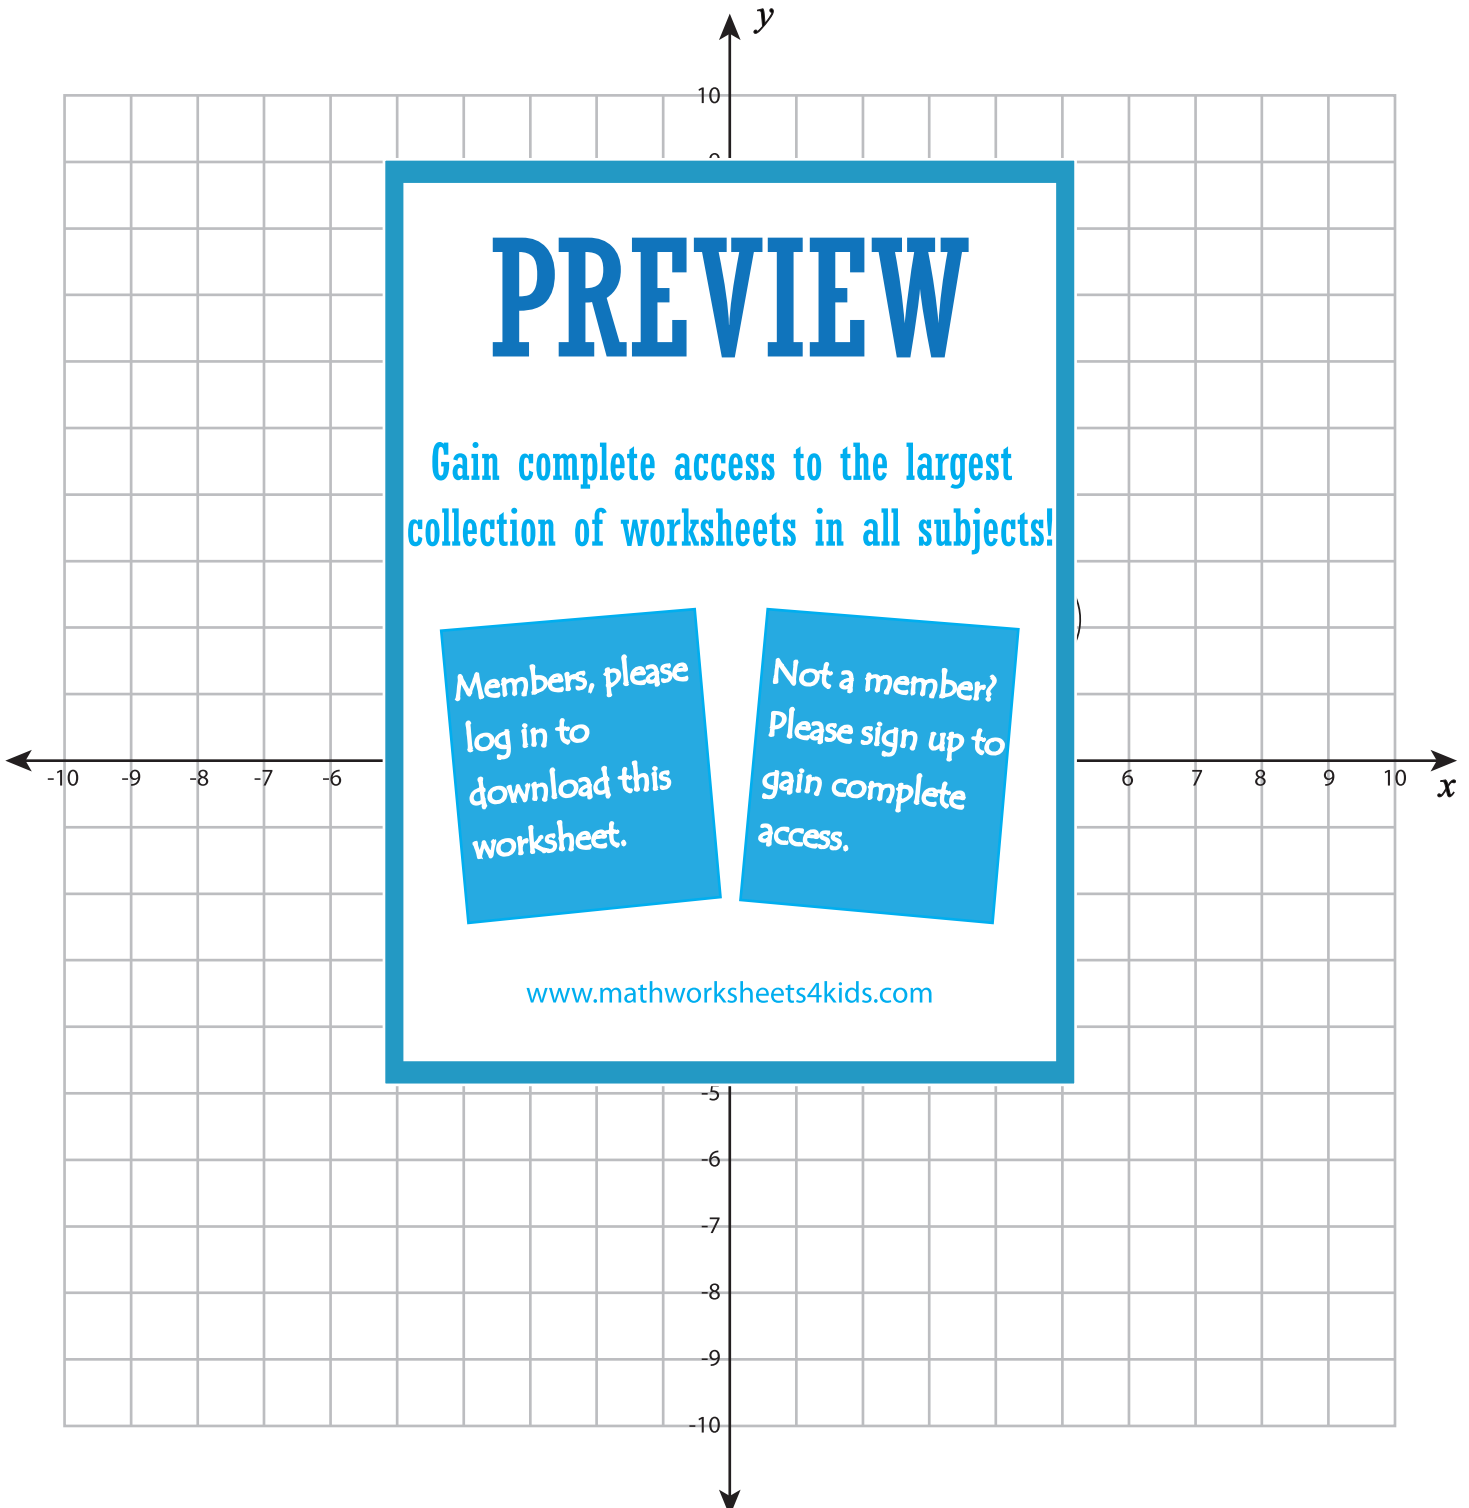 y
10
PREVIEW
Gain complete access to the largest
collection of worksheets in all subjects!
Members, please
log in to
download this
worksheet.
Not a member?
Please sign up to
gain complete
access.
-10 -9 -8 -7 -6 6 7 8 9 10
x
www.mathworksheets4kids.com
-5
-6
-7
-8
-9
-10